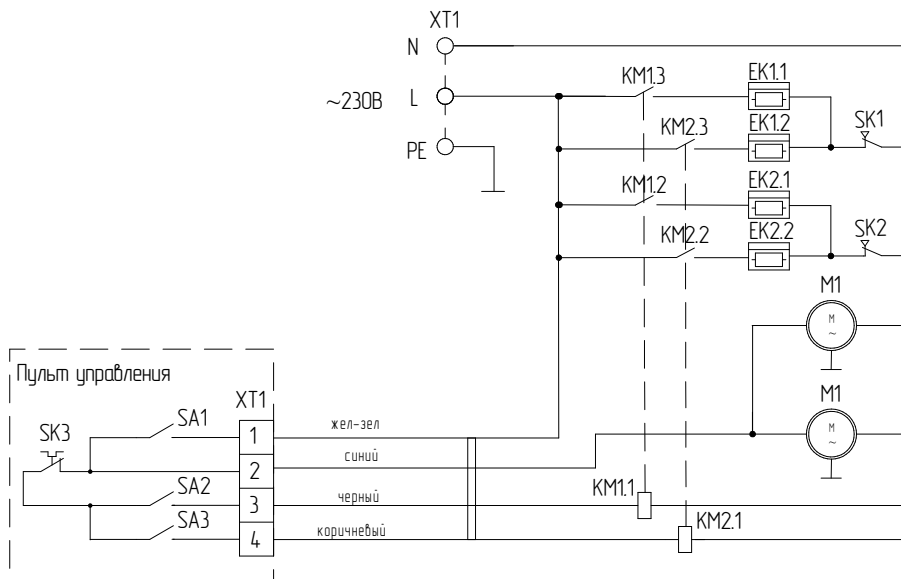 XT1
N
~230В
L
PE
KM1.3
EK1.1
KM2.3
EK1.2
SK1
KM1.2
EK2.1
KM2.2
EK2.2
SK2
M1
M
~
M1
M
~
Пульт управления
XT1
SA1
SK3
1
жел-зел
2
синий
SA2
3
черный
KM1.1
SA3
4
коричневый
KM2.1